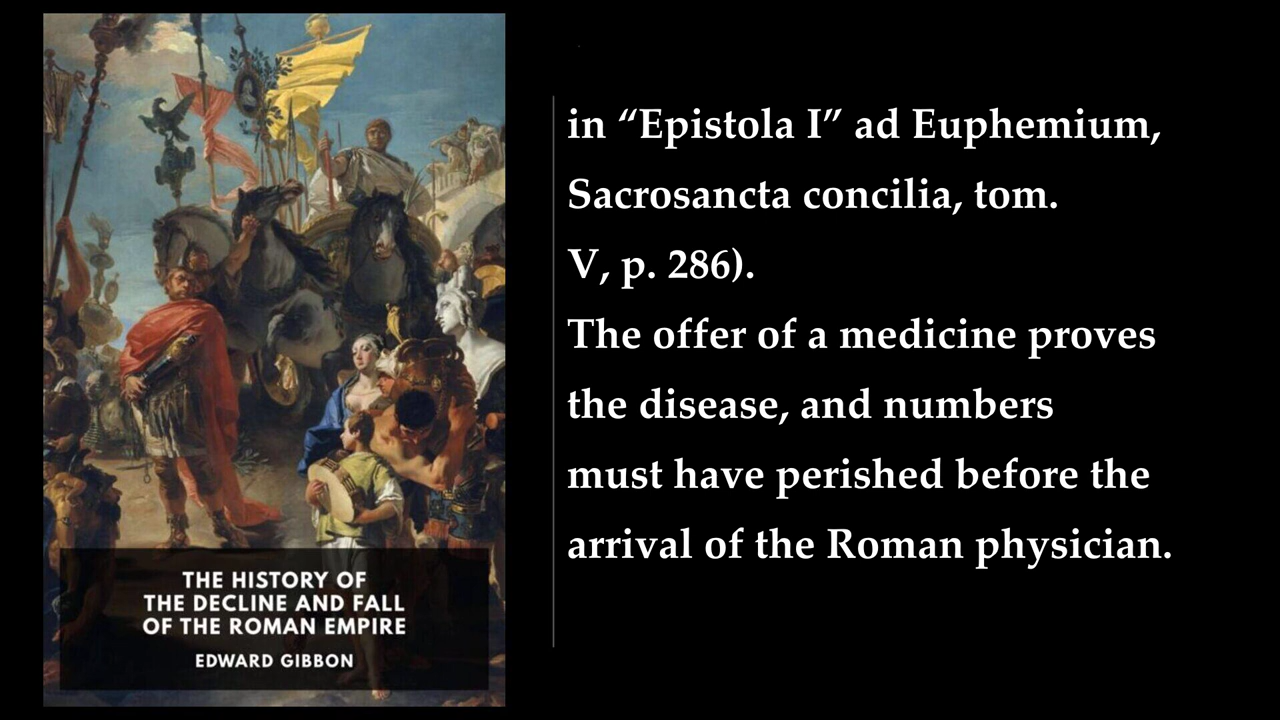 in “Epistola I” ad Euphemium,
Sacrosancta concilia, tom.
V, p. 286).
The offer of a medicine proves
the disease, and numbers
must have perished before the
arrival of the Roman physician.
THE HISTORY OF
THE DECLINE AND FALL
OF THE ROMAN EMPIRE
EDWARD GIBBON